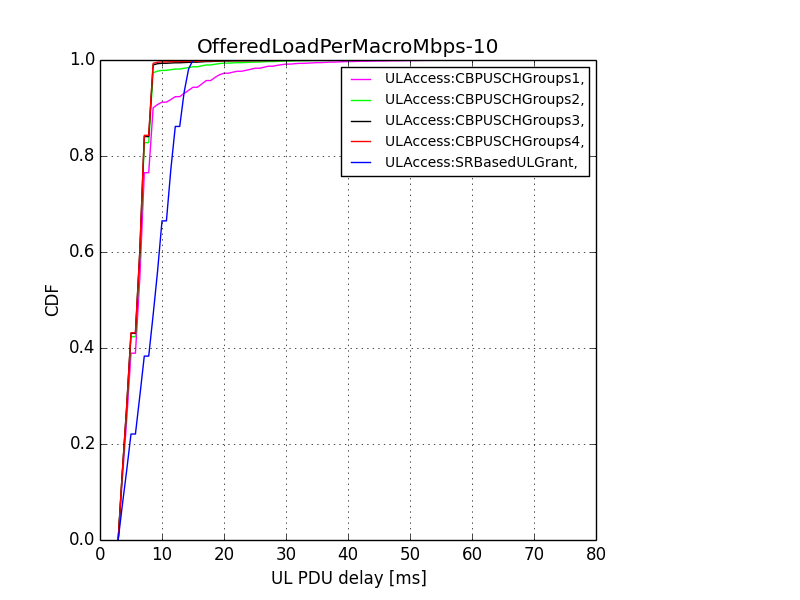 OfferedLoadPerMacroMbps-10
1.0
0.8
0.6
0.4
0.2
0.0
CDF
ULAccess:CBPUSCHGroups1,
ULAccess:CBPUSCHGroups2,
ULAccess:CBPUSCHGroups3,
ULAccess:CBPUSCHGroups4,
ULAccess:SRBasedULGrant,
0 10 20 30 40 50 60 70 80
UL PDU delay [ms]